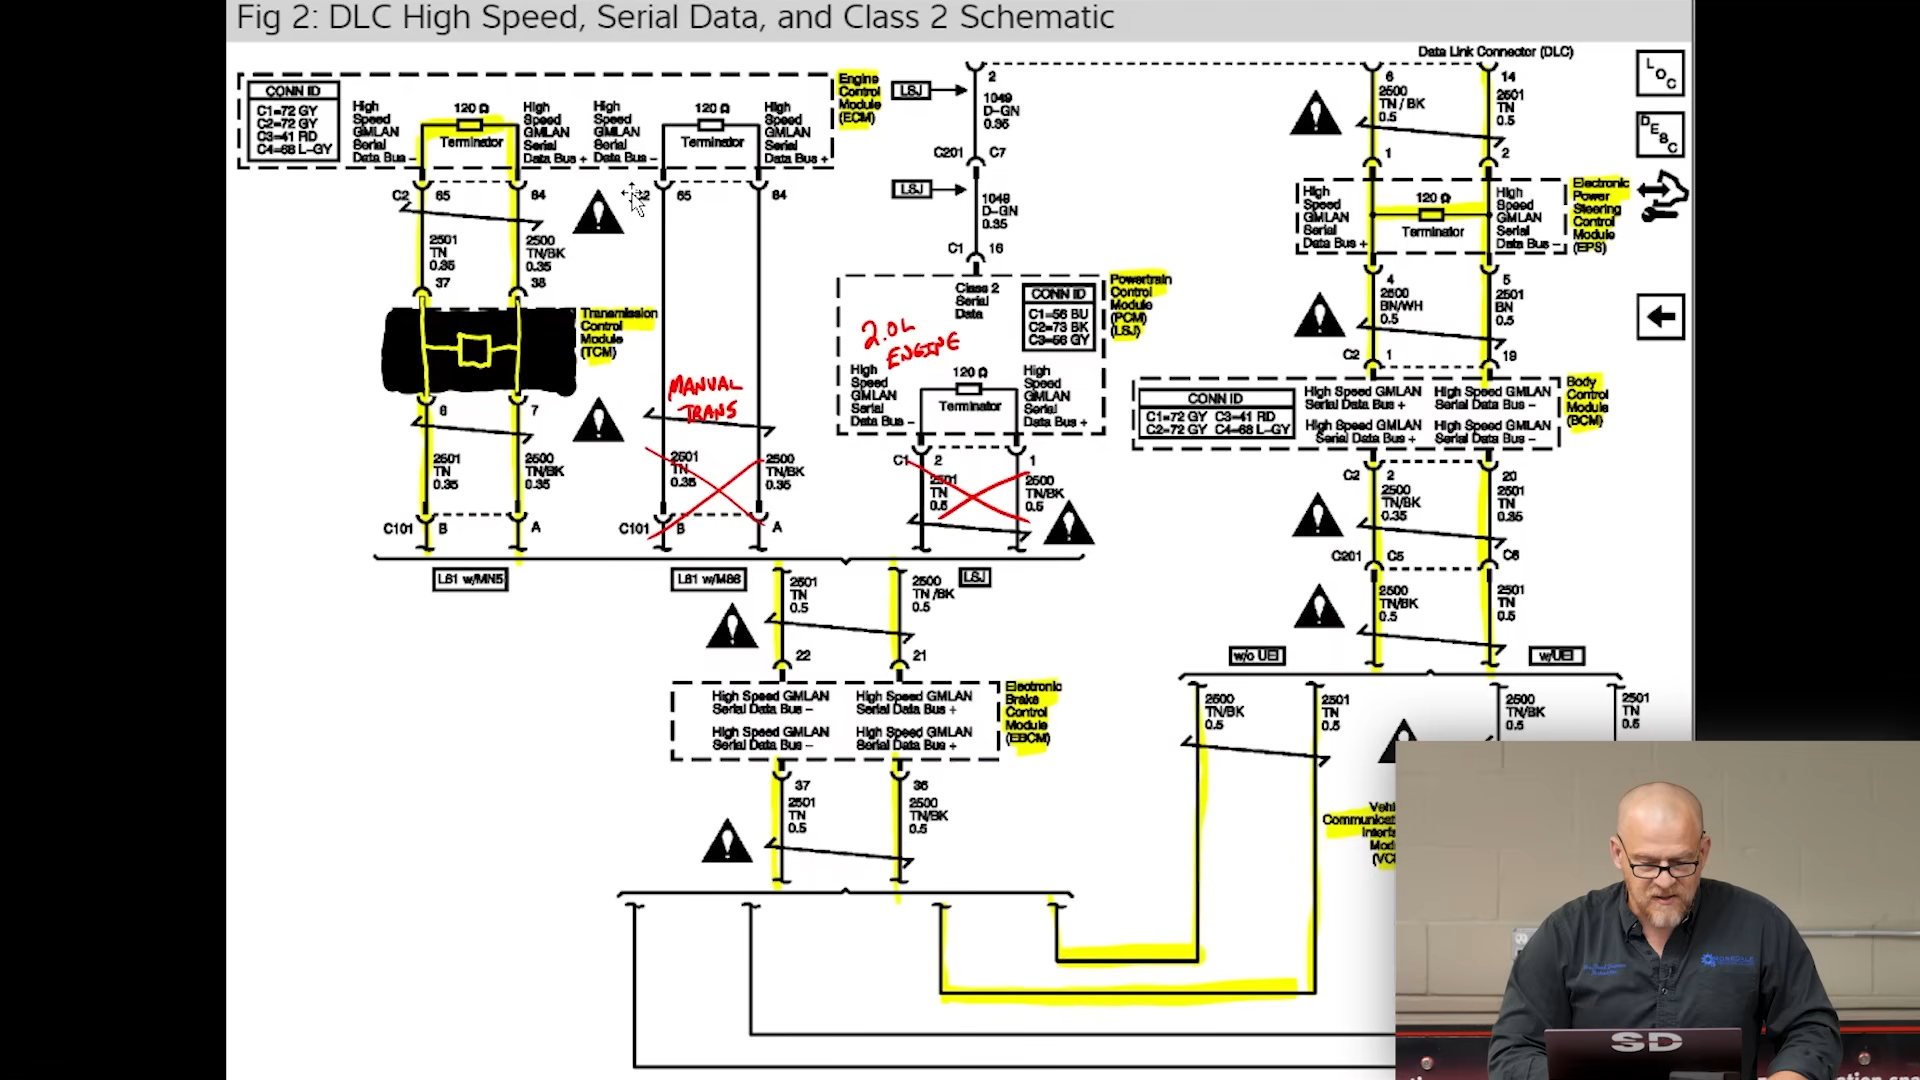 Fig 2: DLC High Speed, Serial Data, and Class 2 Schematic
CONN ID
C1=72 GY
C2=72 GY
C3=41 RD
C4=68 L-GY
High
Speed
GMLAN
Serial
Data Bus –
120 Ω
Terminator
High
Speed
GMLAN
Serial
Data Bus +
High
Speed
GMLAN
Serial
Data Bus –
120 Ω
Terminator
High
Speed
GMLAN
Serial
Data Bus +
Engine
Control
Module
(ECM)
C2
65
84
2501
TN
0.35
2500
TN/BK
0.35
37
38
Transmission
Control
Module
(TCM)
6
7
2501
TN
0.35
2500
TN/BK
0.35
C101
B
A
L61 w/MN5
65
84
MANUAL
TRANS
2501
TN
0.35
2500
TN/BK
0.35
C101
B
A
L61 w/M86
LSJ
2
1049
D-GN
0.35
C201
C7
LSJ
1049
D-GN
0.35
C1
16
Class 2
Serial
Data
CONN ID
C1=56 BU
C2=73 BK
C3=56 GY
Powertrain
Control
Module
(PCM)
(LSJ)
2.0L
ENGINE
High
Speed
GMLAN
Serial
Data Bus –
120 Ω
Terminator
High
Speed
GMLAN
Serial
Data Bus +
C1
2
1
2501
TN
0.5
2500
TN/BK
0.5
LSJ
2501
TN
0.5
2500
TN /BK
0.5
22
21
High Speed GMLAN
Serial Data Bus –
High Speed GMLAN
Serial Data Bus +
High Speed GMLAN
Serial Data Bus –
High Speed GMLAN
Serial Data Bus +
Electronic
Brake
Control
Module
(EBCM)
37
36
2501
TN
0.5
2500
TN/BK
0.5
Data Link Connector (DLC)
6
14
2500
TN / BK
0.5
2501
TN
0.5
1
2
High
Speed
GMLAN
Serial
Data Bus +
120 Ω
Terminator
High
Speed
GMLAN
Serial
Data Bus –
Electronic
Power
Steering
Control
Module
(EPS)
4
5
2500
BN/WH
0.5
2501
BN
0.5
C2
1
19
CONN ID
C1=72 GY C3=41 RD
C2=72 GY C4=68 L-GY
High Speed GMLAN
Serial Data Bus +
High Speed GMLAN
Serial Data Bus –
High Speed GMLAN
Serial Data Bus +
High Speed GMLAN
Serial Data Bus –
Body
Control
Module
(BCM)
C2
2
20
2500
TN/BK
0.35
2501
TN
0.35
C201
C5
C6
2500
TN/BK
0.5
2501
TN
0.5
w/o UEI
w/UEI
2500
TN/BK
0.5
2501
TN
0.5
2500
TN/BK
0.5
2501
TN
0.5
LOC
DESC
SD